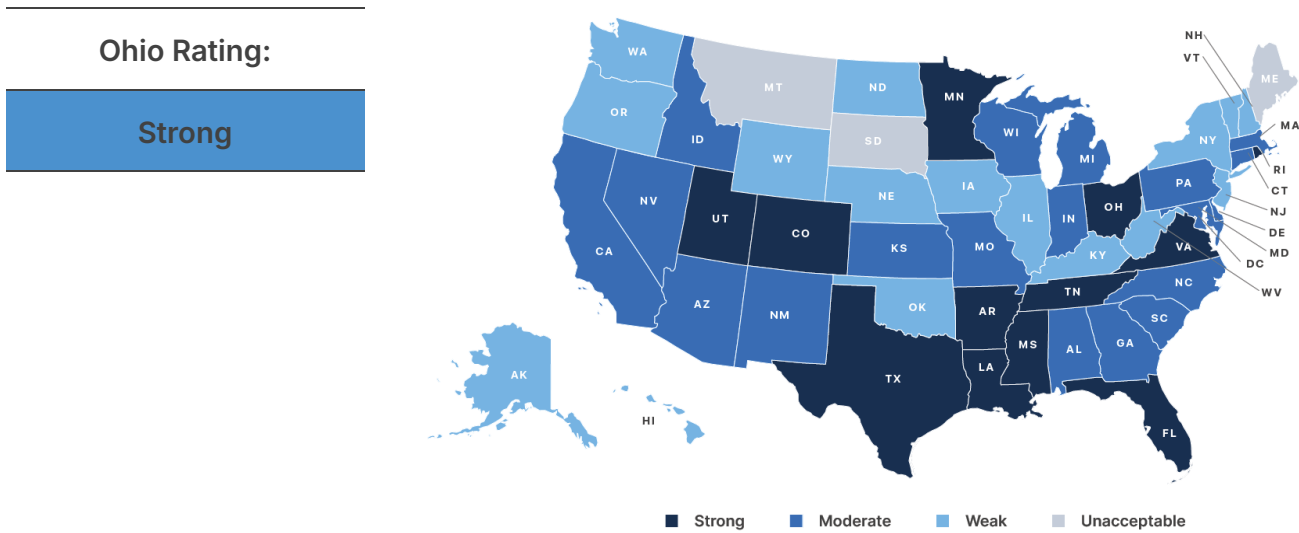 Ohio Rating:
Strong
NH
VT
WA
MT
ND
MN
ME
OR
ID
SD
WI
MI
NY
MA
WY
IA
RI
NV
UT
NE
IL
IN
OH
PA
CT
CA
CO
KS
MO
KY
VA
NJ
DE
MD
DC
WV
AZ
NM
OK
AR
TN
NC
SC
TX
LA
MS
AL
GA
AK
HI
FL
Strong
Moderate
Weak
Unacceptable